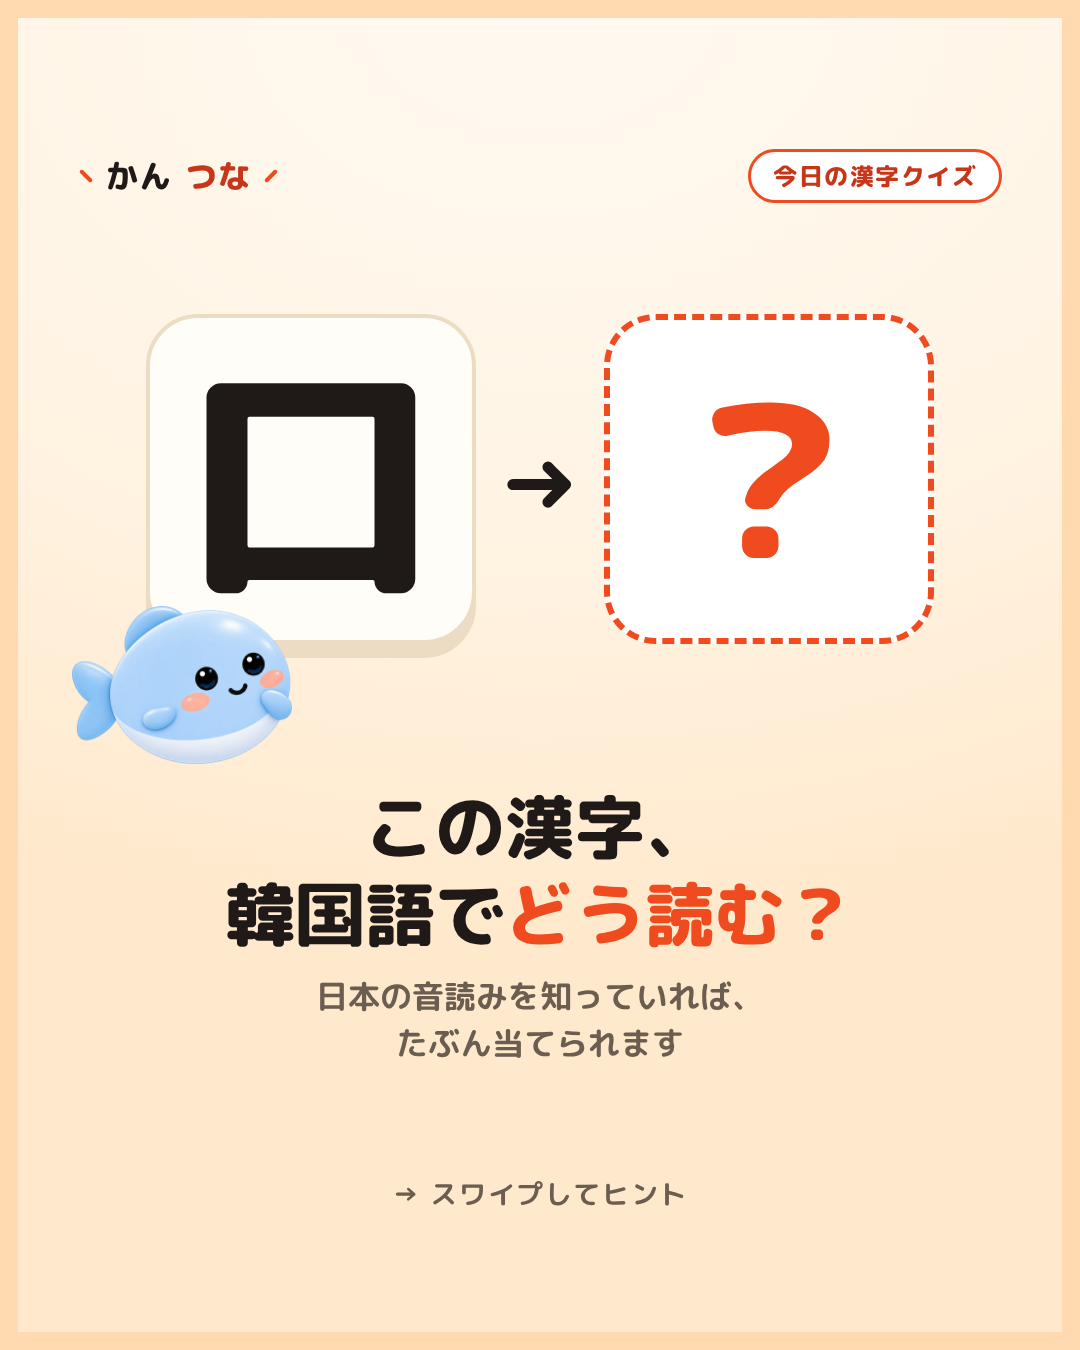 かん つな
今日の漢字クイズ
口 → ?
この漢字、
韓国語でどう読む？
日本の音読みを知っていれば、
たぶん当てられます
→ スワイプしてヒント